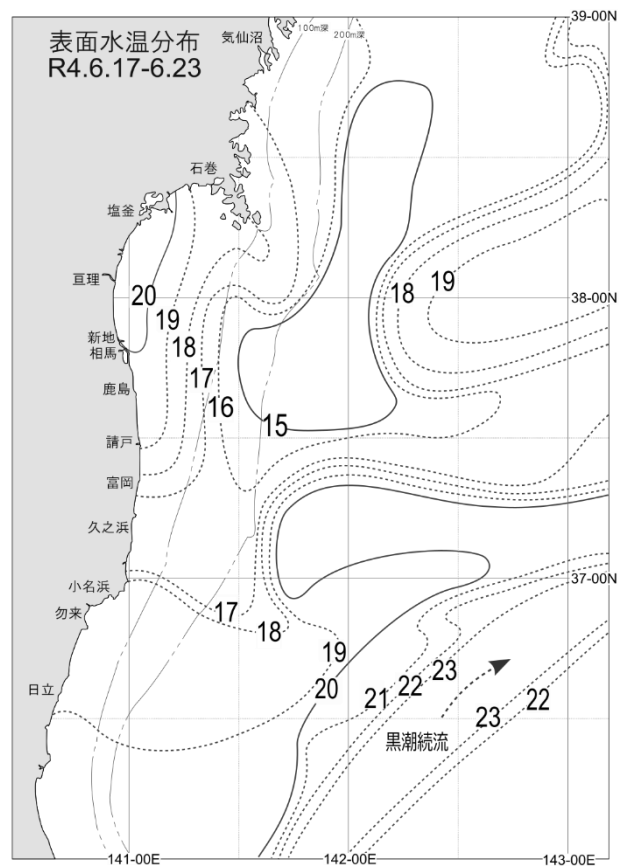 39-00N
表面水温分布
R4.6.17-6.23
気仙沼
100m深
200m深
石巻
塩釜
亘理
20
19
18
17
16
15
18
19
38-00N
新地
相馬
鹿島
請戸
富岡
久之浜
小名浜
勿来
日立
37-00N
17
18
19
20
21
22
23
23
22
黒潮続流
141-00E
142-00E
143-00E